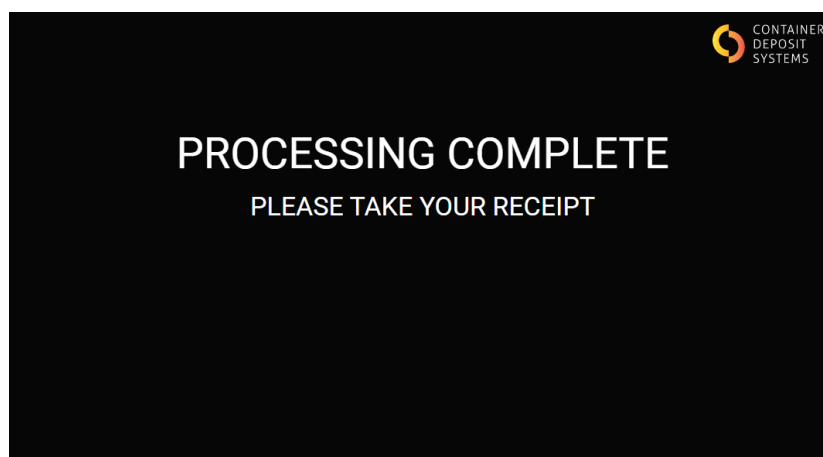 CONTAINER
DEPOSIT
SYSTEMS
PROCESSING COMPLETE
PLEASE TAKE YOUR RECEIPT